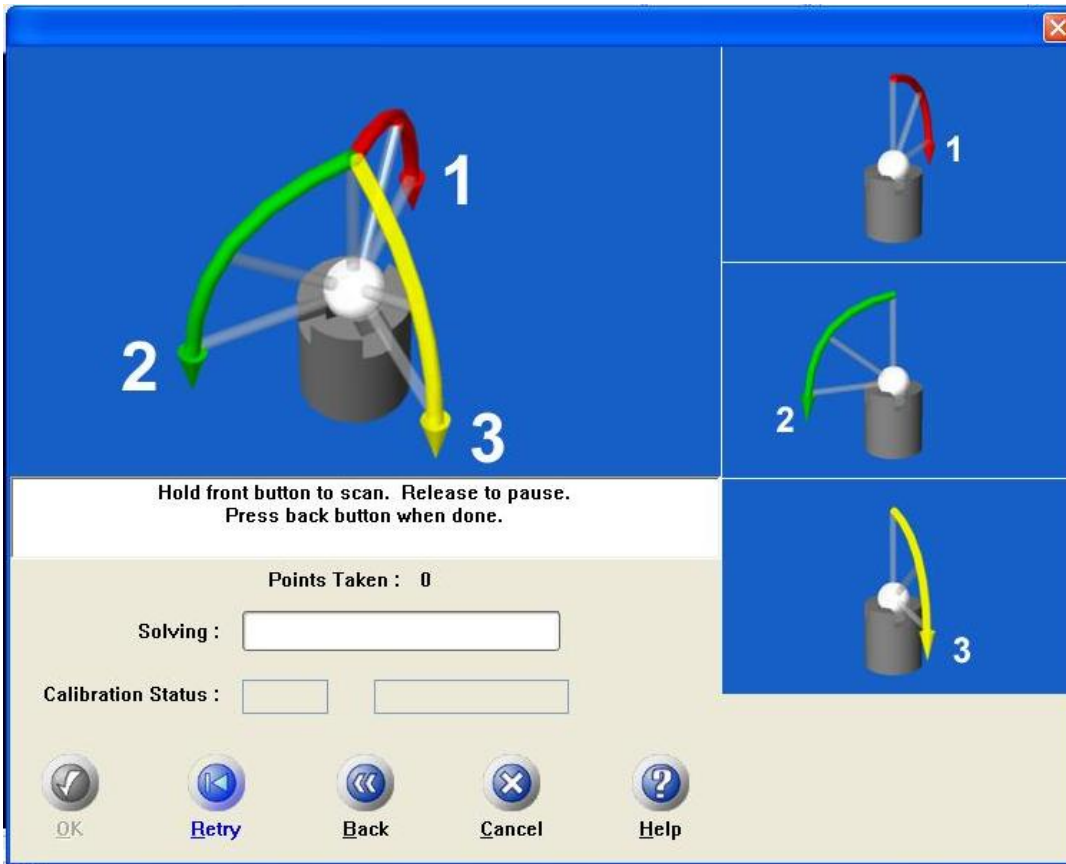 1
2
3
1
2
3
Hold front button to scan. Release to pause.
Press back button when done.
Points Taken : 0
Solving :
Calibration Status :
OK
Retry
Back
Cancel
Help